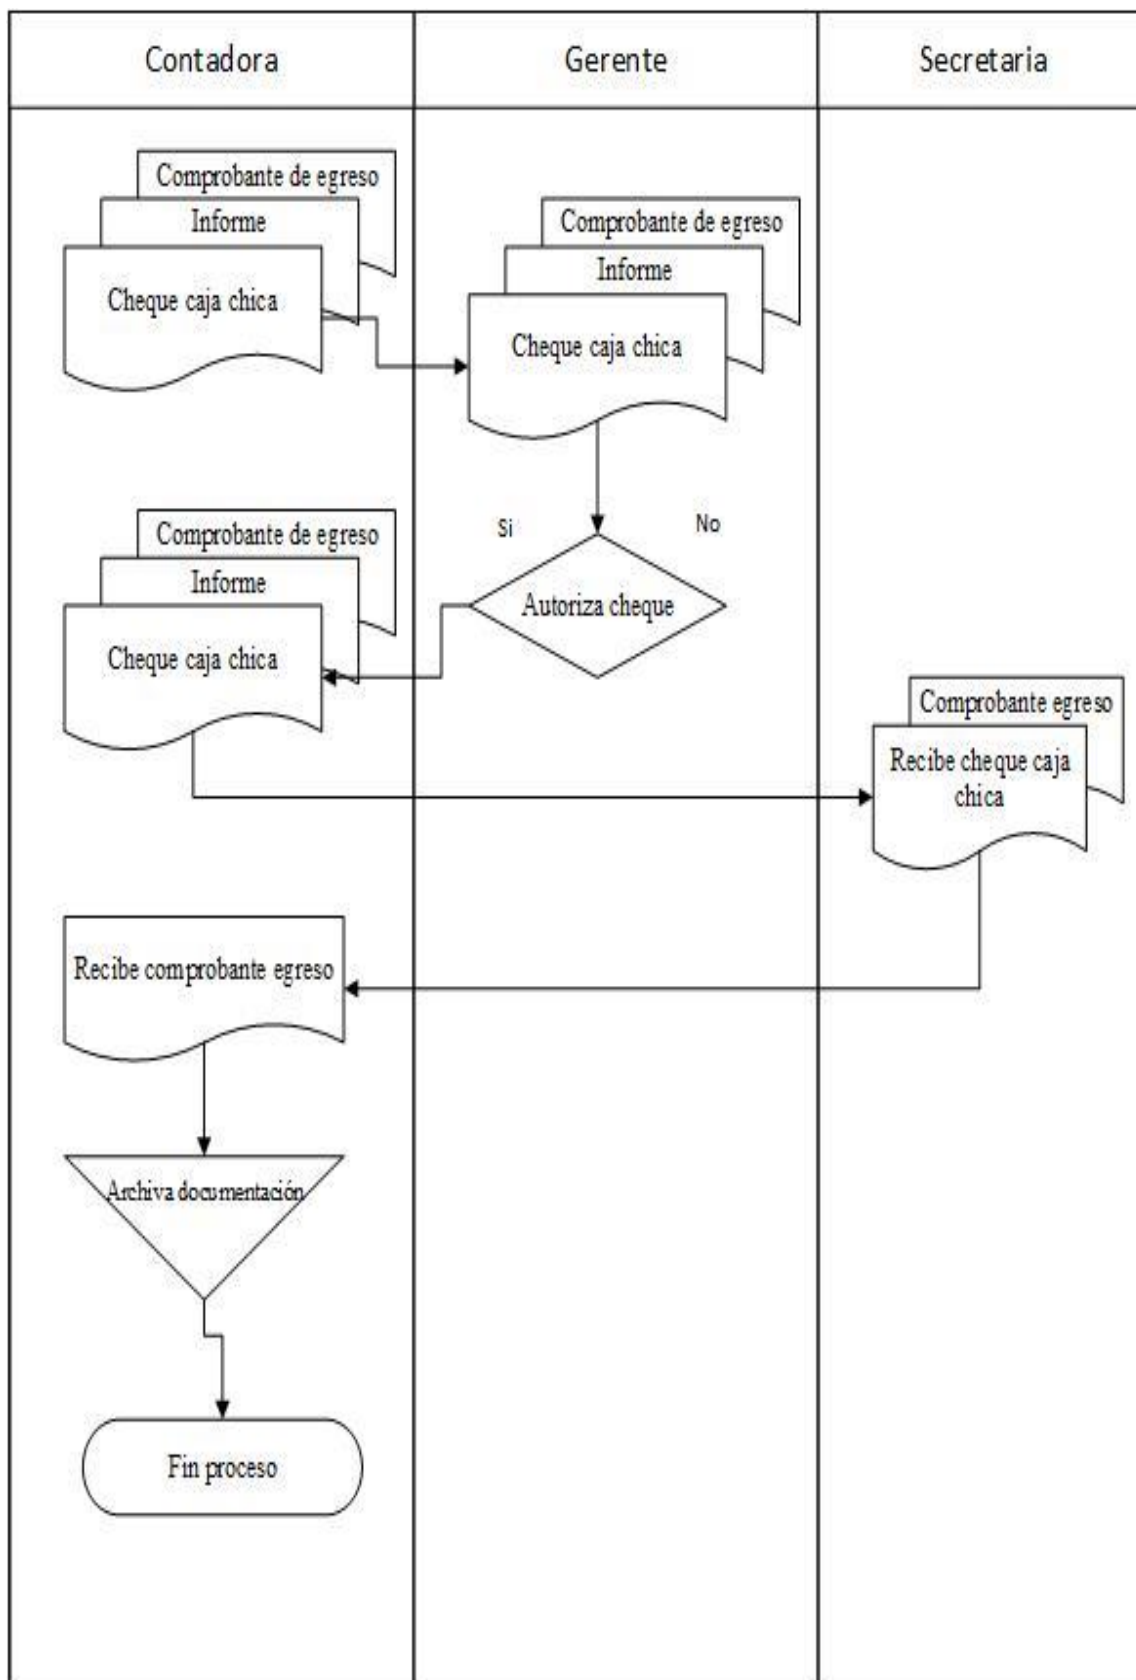 Contadora
Gerente
Secretaria
Comprobante de egreso
Informe
Cheque caja chica
Comprobante de egreso
Informe
Cheque caja chica
Si
No
Autoriza cheque
Comprobante de egreso
Informe
Cheque caja chica
Comprobante egreso
Recibe cheque caja
chica
Recibe comprobante egreso
Archiva documentación
Fin proceso